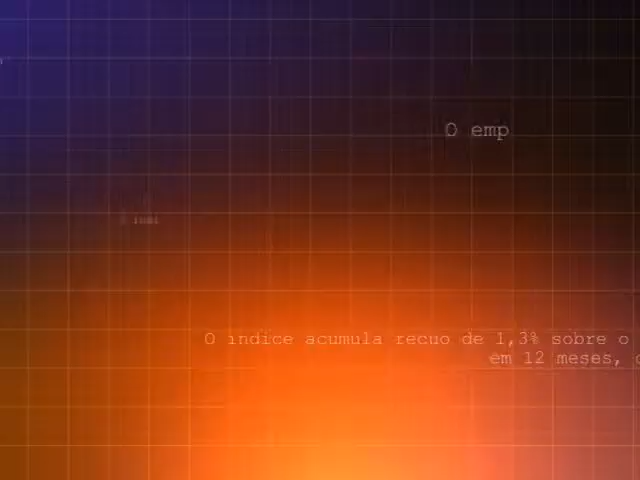 O emp
O índice acumula recuo de 1,3% sobre o
em 12 meses,